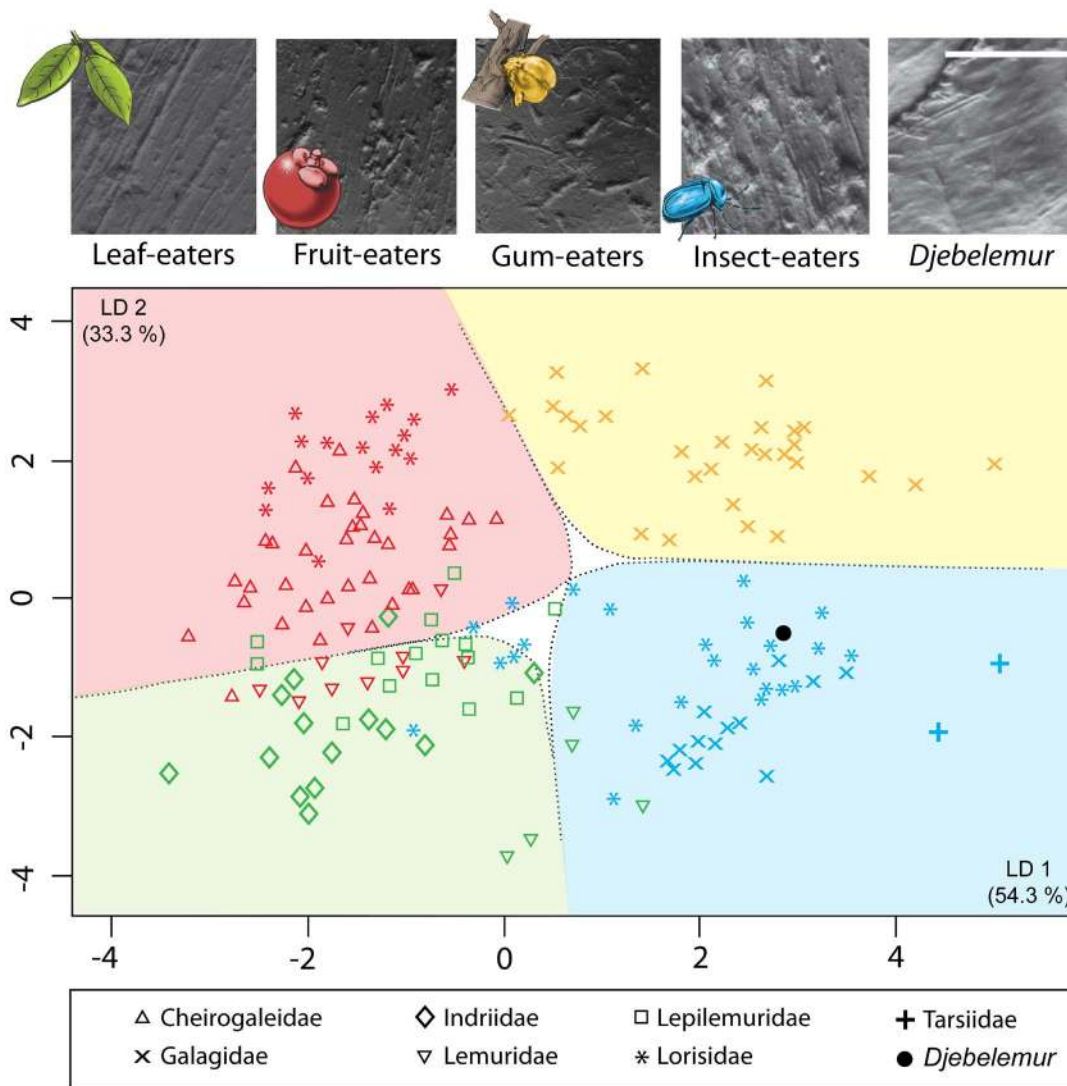 Leaf-eaters
Fruit-eaters
Gum-eaters
Insect-eaters
Djebelemur
LD 2
(33.3 %)
4
2
0
-2
-4
LD 1
(54.3 %)
-4
-2
0
2
4
Cheirogaleidae
Indriidae
Lepilemuridae
Tarsiidae
Galagidae
Lemuridae
Lorisidae
Djebelemur